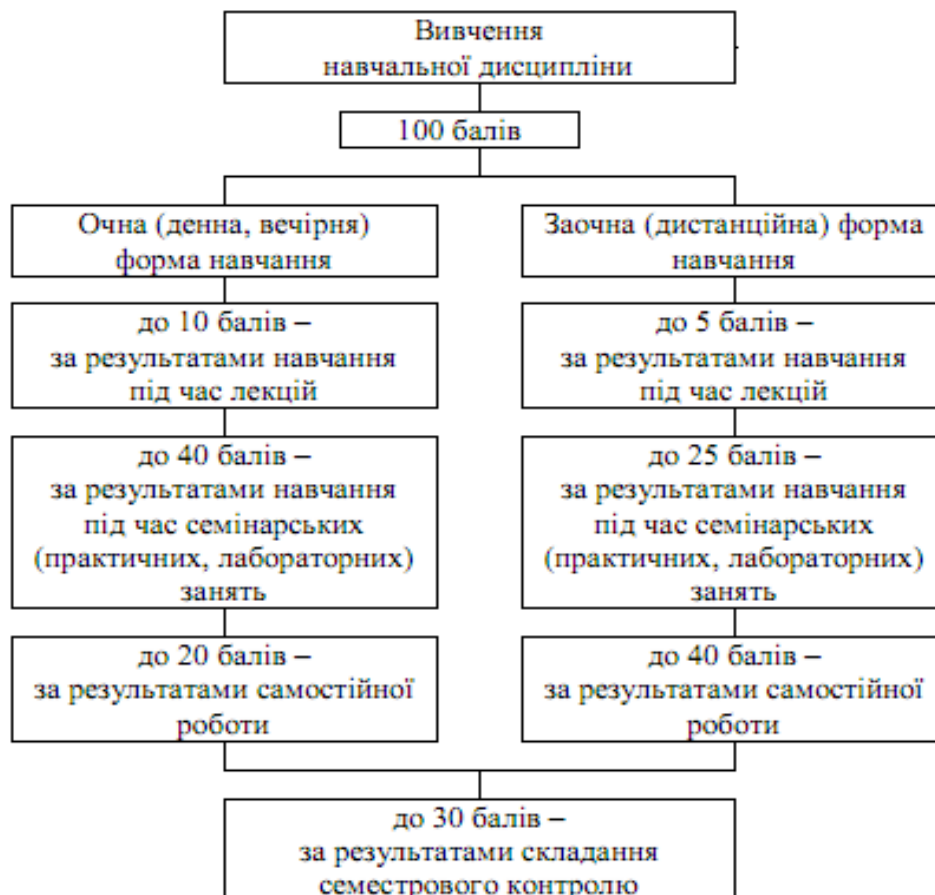 Вивчення
навчальної дисципліни
100 балів
Очна (денна, вечірня)
форма навчання
до 10 балів –
за результатами навчання
під час лекцій
до 40 балів –
за результатами навчання
під час семінарських
(практичних, лабораторних)
занять
до 20 балів –
за результатами самостійної
роботи
Заочна (дистанційна) форма
навчання
до 5 балів –
за результатами навчання
під час лекцій
до 25 балів –
за результатами навчання
під час семінарських
(практичних, лабораторних)
занять
до 40 балів –
за результатами самостійної
роботи
до 30 балів –
за результатами складання
семестрового контролю